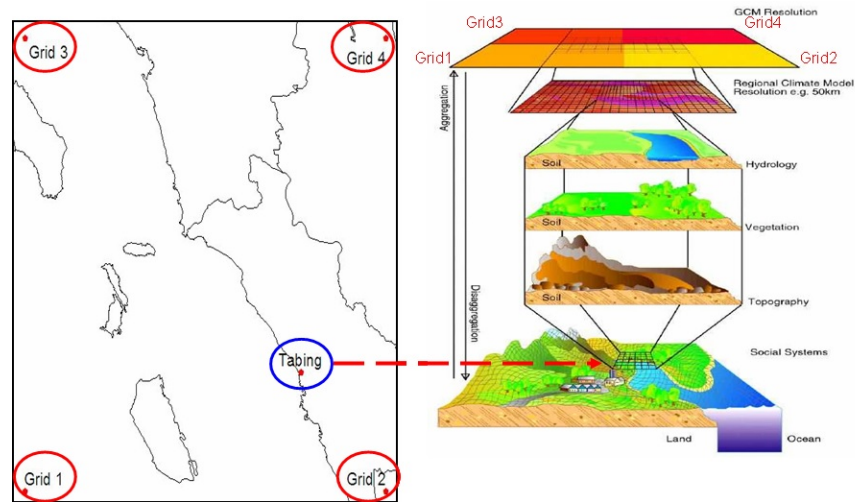 Grid 3
Grid 4
Tabing
Grid 1
Grid 2
GCM Resolution
Grid3
Grid4
Grid1
Grid2
Regional Climate Model
Resolution e.g. 50km
Aggregation
Disaggregation
Soil
Hydrology
Soil
Vegetation
Soil
Topography
Social Systems
Land
Ocean